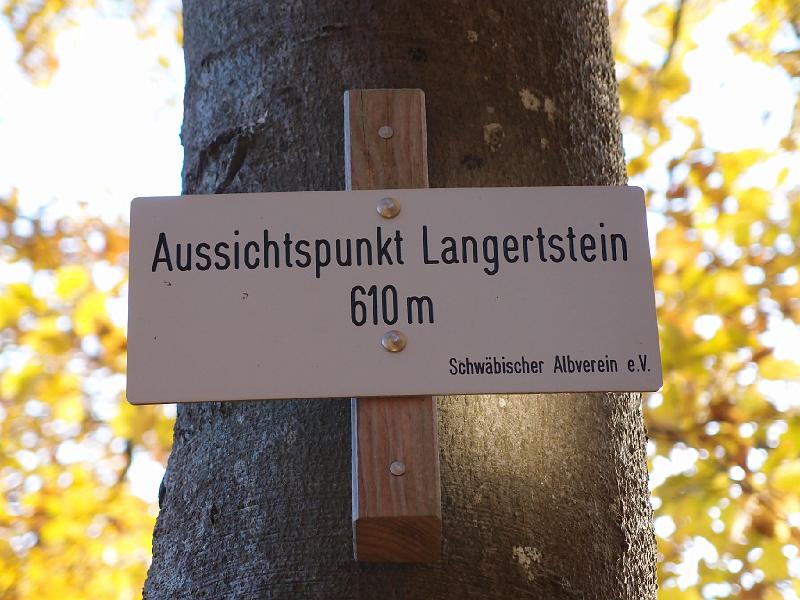 Aussichtspunkt Langertstein
610 m
Schwäbischer Albverein e.V.